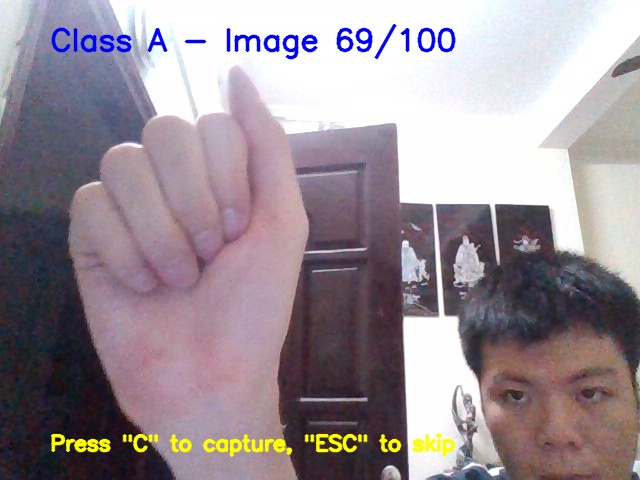 Class A - Image 69/100
Press "C" to capture, "ESC" to skip